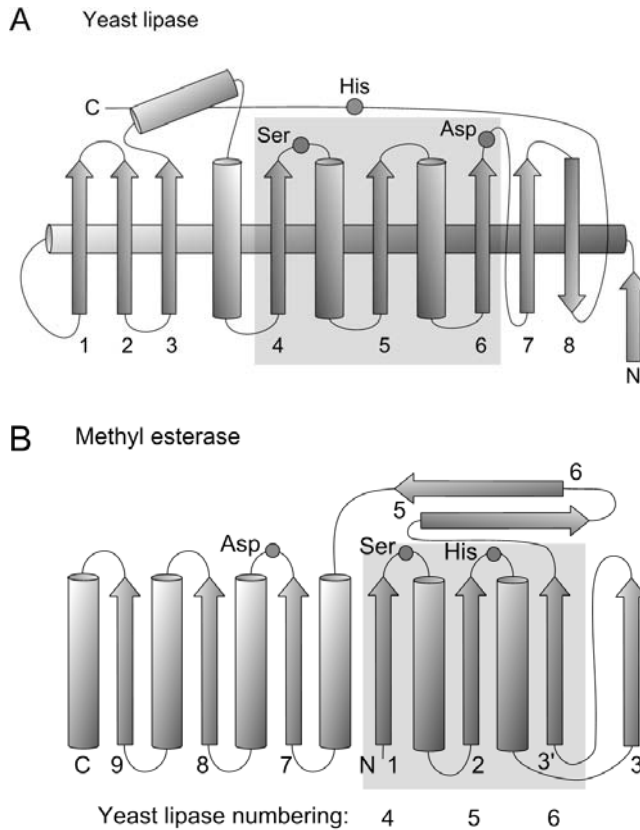 A Yeast lipase
His
C
Ser Asp
1 2 3 4 5 6 7 8
N
B Methyl esterase
6
5
Asp Ser His
C 9 8 7 N 1 2 3' 3
Yeast lipase numbering: 4 5 6